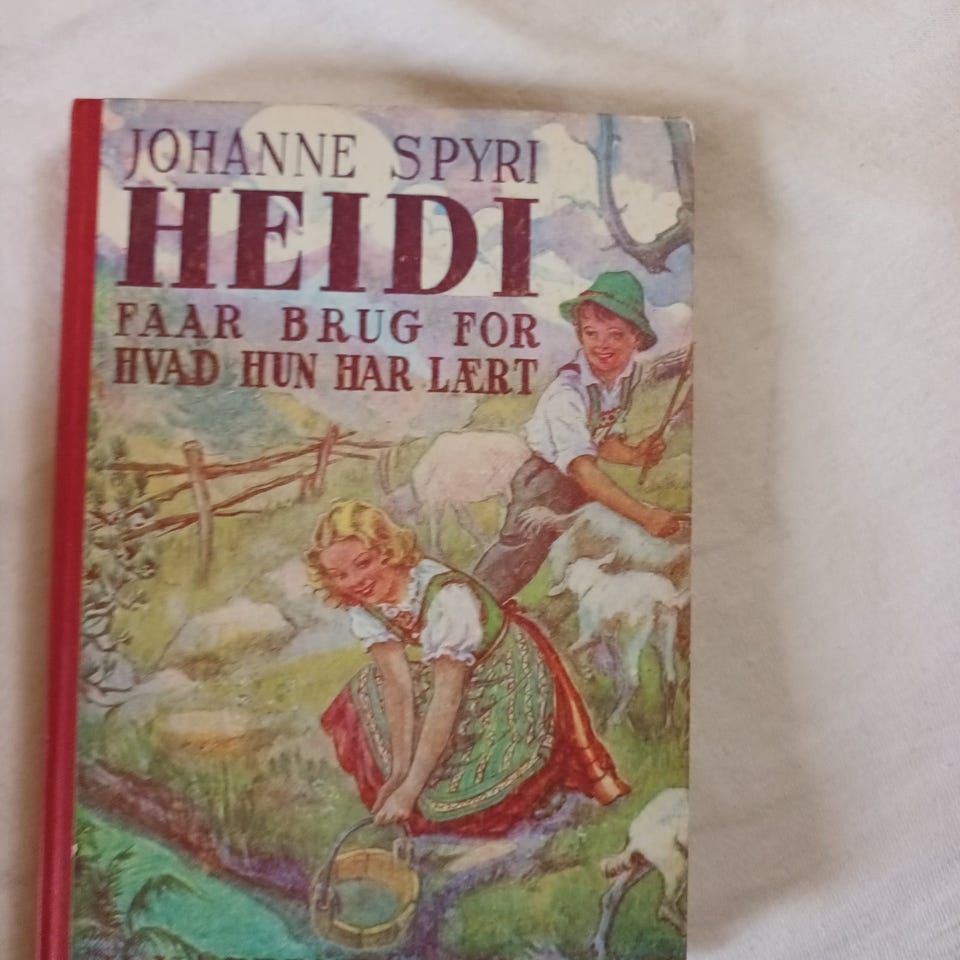 JOHANNE SPYRI
HEIDI
FAAR BRUG FOR
HVAD HUN HAR LÆRT